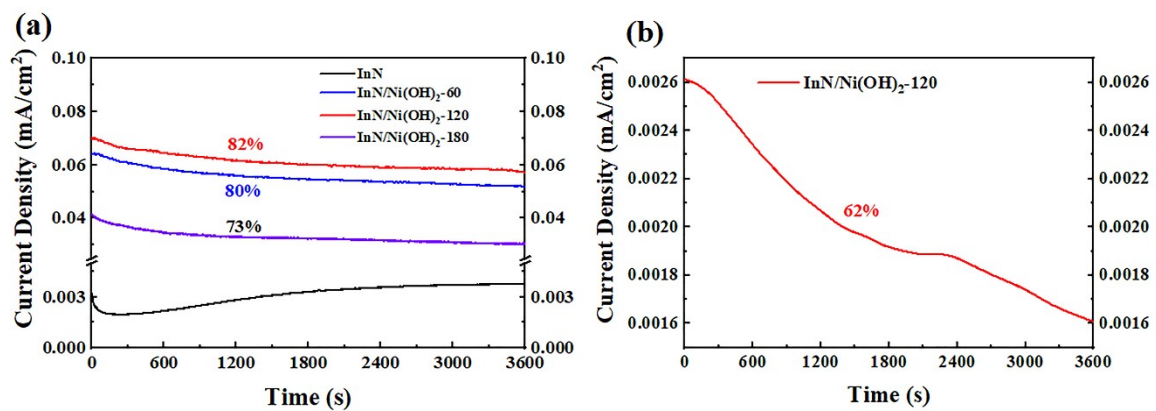 (a)
Current Density (mA/cm²)
0.10
0.08
0.06
0.04
0.003
0.000
InN
InN/Ni(OH)₂-60
InN/Ni(OH)₂-120
InN/Ni(OH)₂-180
82%
80%
73%
0.10
0.08
0.06
0.04
0.003
0.000
0 600 1200 1800 2400 3000 3600
Time (s)
(b)
Current Density (mA/cm²)
0.0026
0.0024
0.0022
0.0020
0.0018
0.0016
InN/Ni(OH)₂-120
62%
0.0026
0.0024
0.0022
0.0020
0.0018
0.0016
0 600 1200 1800 2400 3000 3600
Time (s)